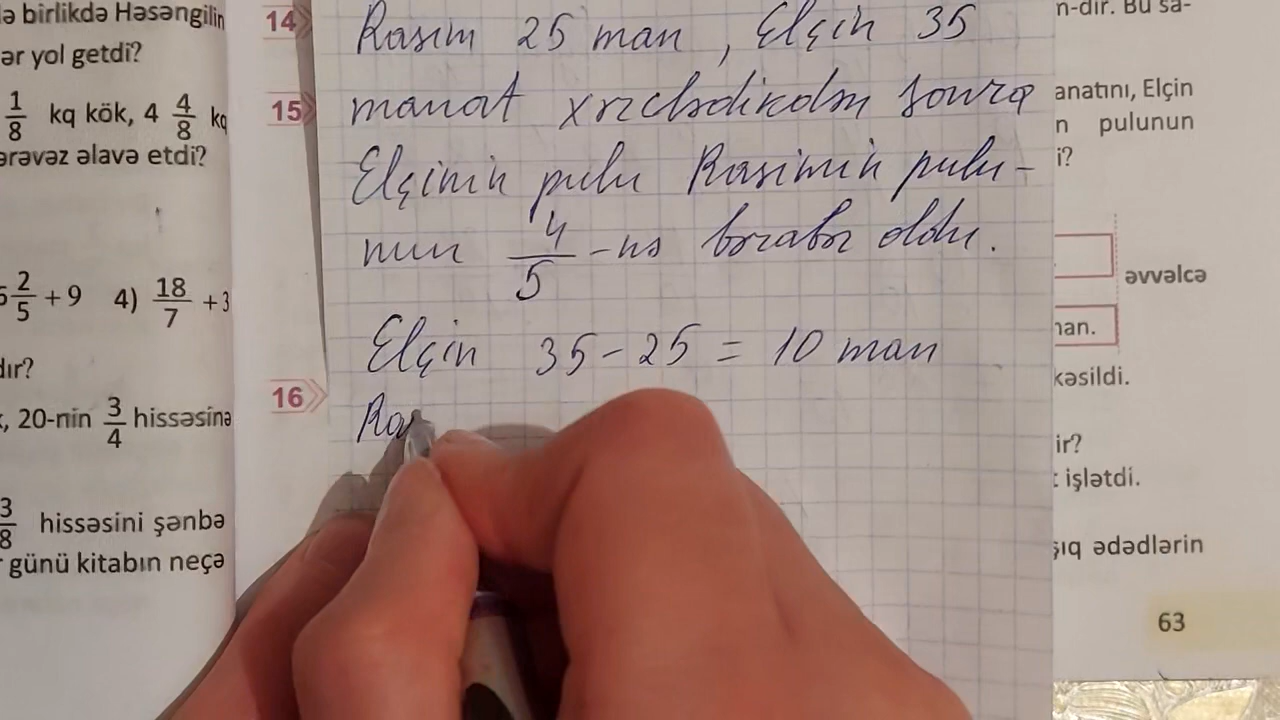 ə birlikdə Həsəngilin
ər yol getdi?
1/8 kq kök, 4 4/8 kq
ərəvəz əlavə etdi?
5 2/5 + 9 4) 18/7 + 3
dır?
, 20-nin 3/4 hissəsinə
3/8 hissəsini şənbə
günü kitabın neçə
14
15
16
Rasim 25 man , Elçin 35
manat xərclədikdən sonra
Elçinin pulu Rasimin pulu-
nun 4/5 -nə bərabər oldu.
Elçin 35 - 25 = 10 man
Ras
n-dir. Bu sa-
anatını, Elçin
n pulunun
i?
əvvəlcə
nan.
kəsildi.
ir?
t işlətdi.
şıq ədədlərin
63